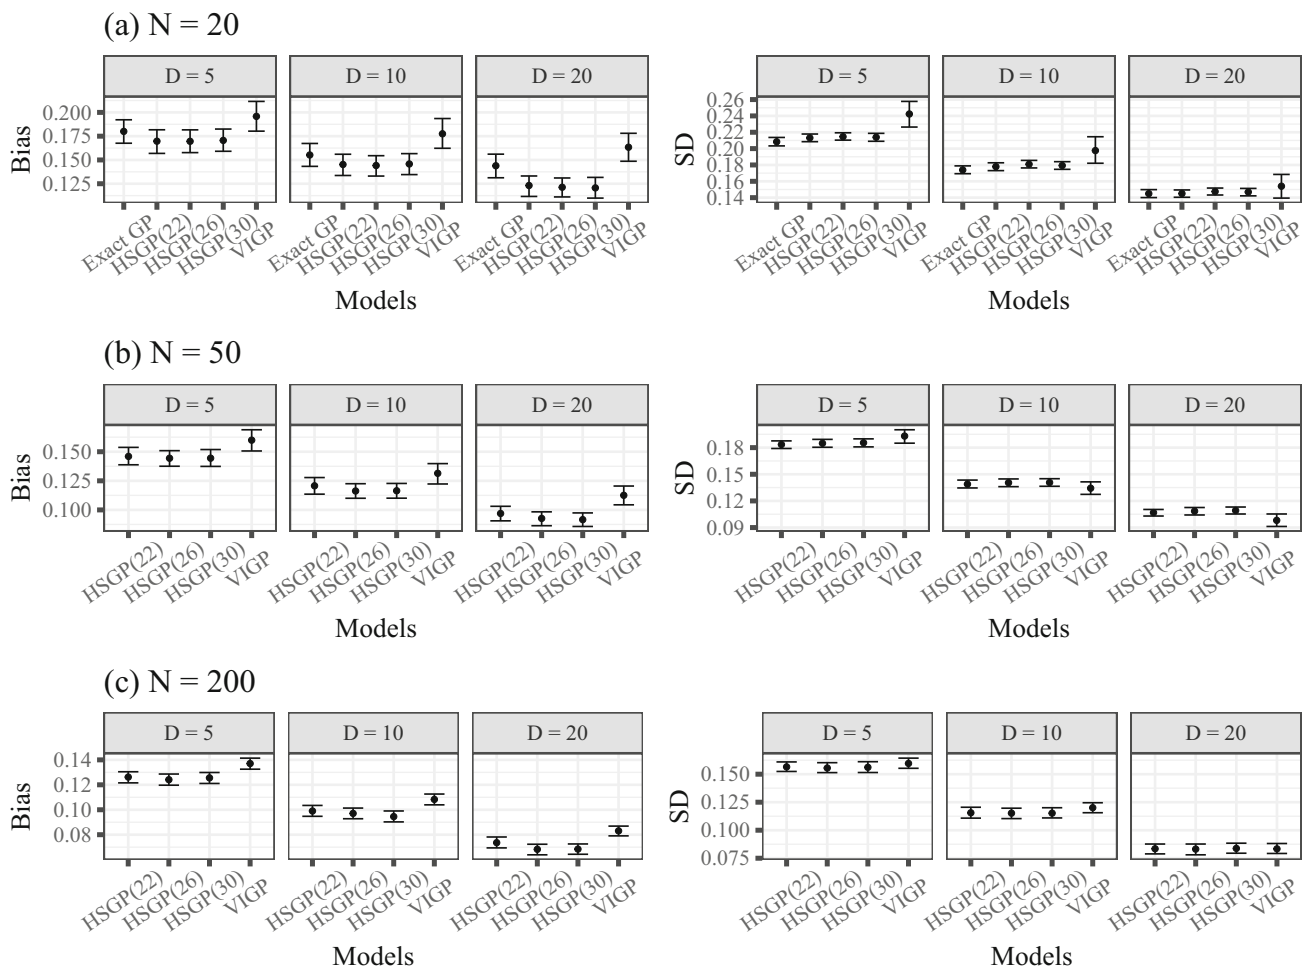 (a) N = 20
D = 5
D = 10
D = 20
Bias
0.200
0.175
0.150
0.125
Exact GP
HSGP(22)
HSGP(26)
HSGP(30)
VIGP
Exact GP
HSGP(22)
HSGP(26)
HSGP(30)
VIGP
Exact GP
HSGP(22)
HSGP(26)
HSGP(30)
VIGP
Models
D = 5
D = 10
D = 20
SD
0.26
0.24
0.22
0.20
0.18
0.16
0.14
Exact GP
HSGP(22)
HSGP(26)
HSGP(30)
VIGP
Exact GP
HSGP(22)
HSGP(26)
HSGP(30)
VIGP
Exact GP
HSGP(22)
HSGP(26)
HSGP(30)
VIGP
Models
(b) N = 50
D = 5
D = 10
D = 20
Bias
0.150
0.125
0.100
HSGP(22)
HSGP(26)
HSGP(30)
VIGP
HSGP(22)
HSGP(26)
HSGP(30)
VIGP
HSGP(22)
HSGP(26)
HSGP(30)
VIGP
Models
D = 5
D = 10
D = 20
SD
0.18
0.15
0.12
0.09
HSGP(22)
HSGP(26)
HSGP(30)
VIGP
HSGP(22)
HSGP(26)
HSGP(30)
VIGP
HSGP(22)
HSGP(26)
HSGP(30)
VIGP
Models
(c) N = 200
D = 5
D = 10
D = 20
Bias
0.14
0.12
0.10
0.08
HSGP(22)
HSGP(26)
HSGP(30)
VIGP
HSGP(22)
HSGP(26)
HSGP(30)
VIGP
HSGP(22)
HSGP(26)
HSGP(30)
VIGP
Models
D = 5
D = 10
D = 20
SD
0.150
0.125
0.100
0.075
HSGP(22)
HSGP(26)
HSGP(30)
VIGP
HSGP(22)
HSGP(26)
HSGP(30)
VIGP
HSGP(22)
HSGP(26)
HSGP(30)
VIGP
Models